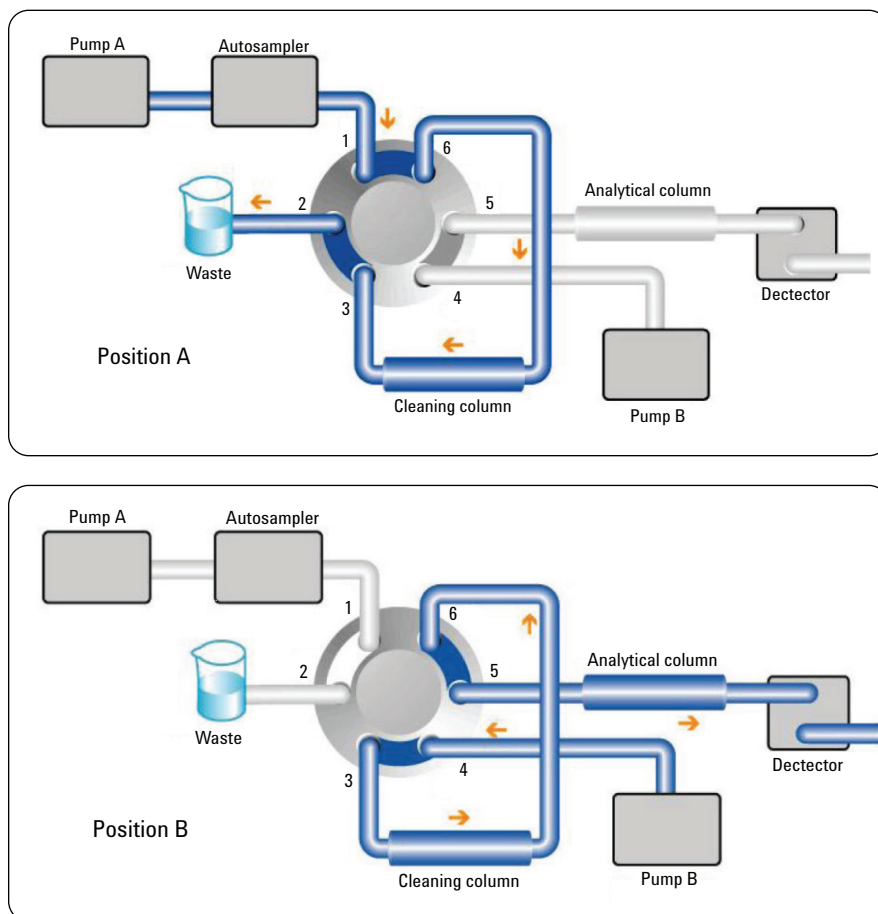 Pump A
Autosampler
1
6
Analytical column
2
5
Waste
3
4
Dectector
Position A
Cleaning column
Pump B
Pump A
Autosampler
1
6
Analytical column
2
5
Waste
3
4
Dectector
Position B
Cleaning column
Pump B